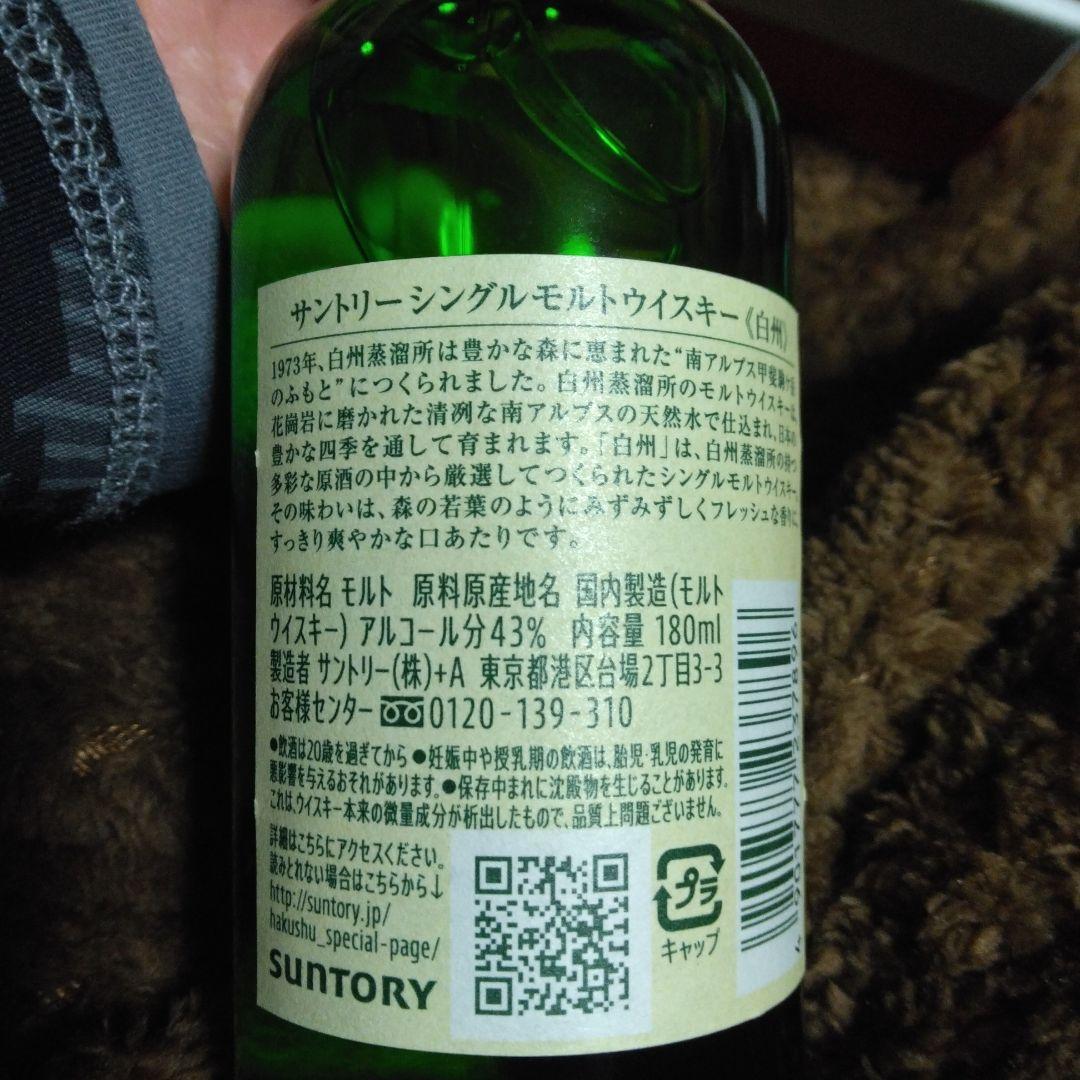 サントリーシングルモルトウイスキー《白州》
1973年、白州蒸溜所は豊かな森に恵まれた“南アルプス甲斐駒ケ岳
のふもと”につくられました。白州蒸溜所のモルトウイスキーは、
花崗岩に磨かれた清冽な南アルプスの天然水で仕込まれ、日本の
豊かな四季を通して育まれます。「白州」は、白州蒸溜所の持つ
多彩な原酒の中から厳選してつくられたシングルモルトウイスキー。
その味わいは、森の若葉のようにみずみずしくフレッシュな香りに、
すっきり爽やかな口あたりです。
原材料名 モルト 原料原産地名 国内製造(モルト
ウイスキー) アルコール分43% 内容量 180ml
製造者 サントリー(株)+A 東京都港区台場2丁目3-3
お客様センター 0120-139-310
●飲酒は20歳を過ぎてから ●妊娠中や授乳期の飲酒は、胎児・乳児の発育に
悪影響を与えるおそれがあります。●保存中まれに沈殿物を生じることがあります。
これは、ウイスキー本来の微量成分が析出したもので、品質上問題ございません。
詳細はこちらにアクセスください。
読みとれない場合はこちらから↓
http://suntory.jp/
hakushu_special-page/
SUNTORY
プラ
キャップ